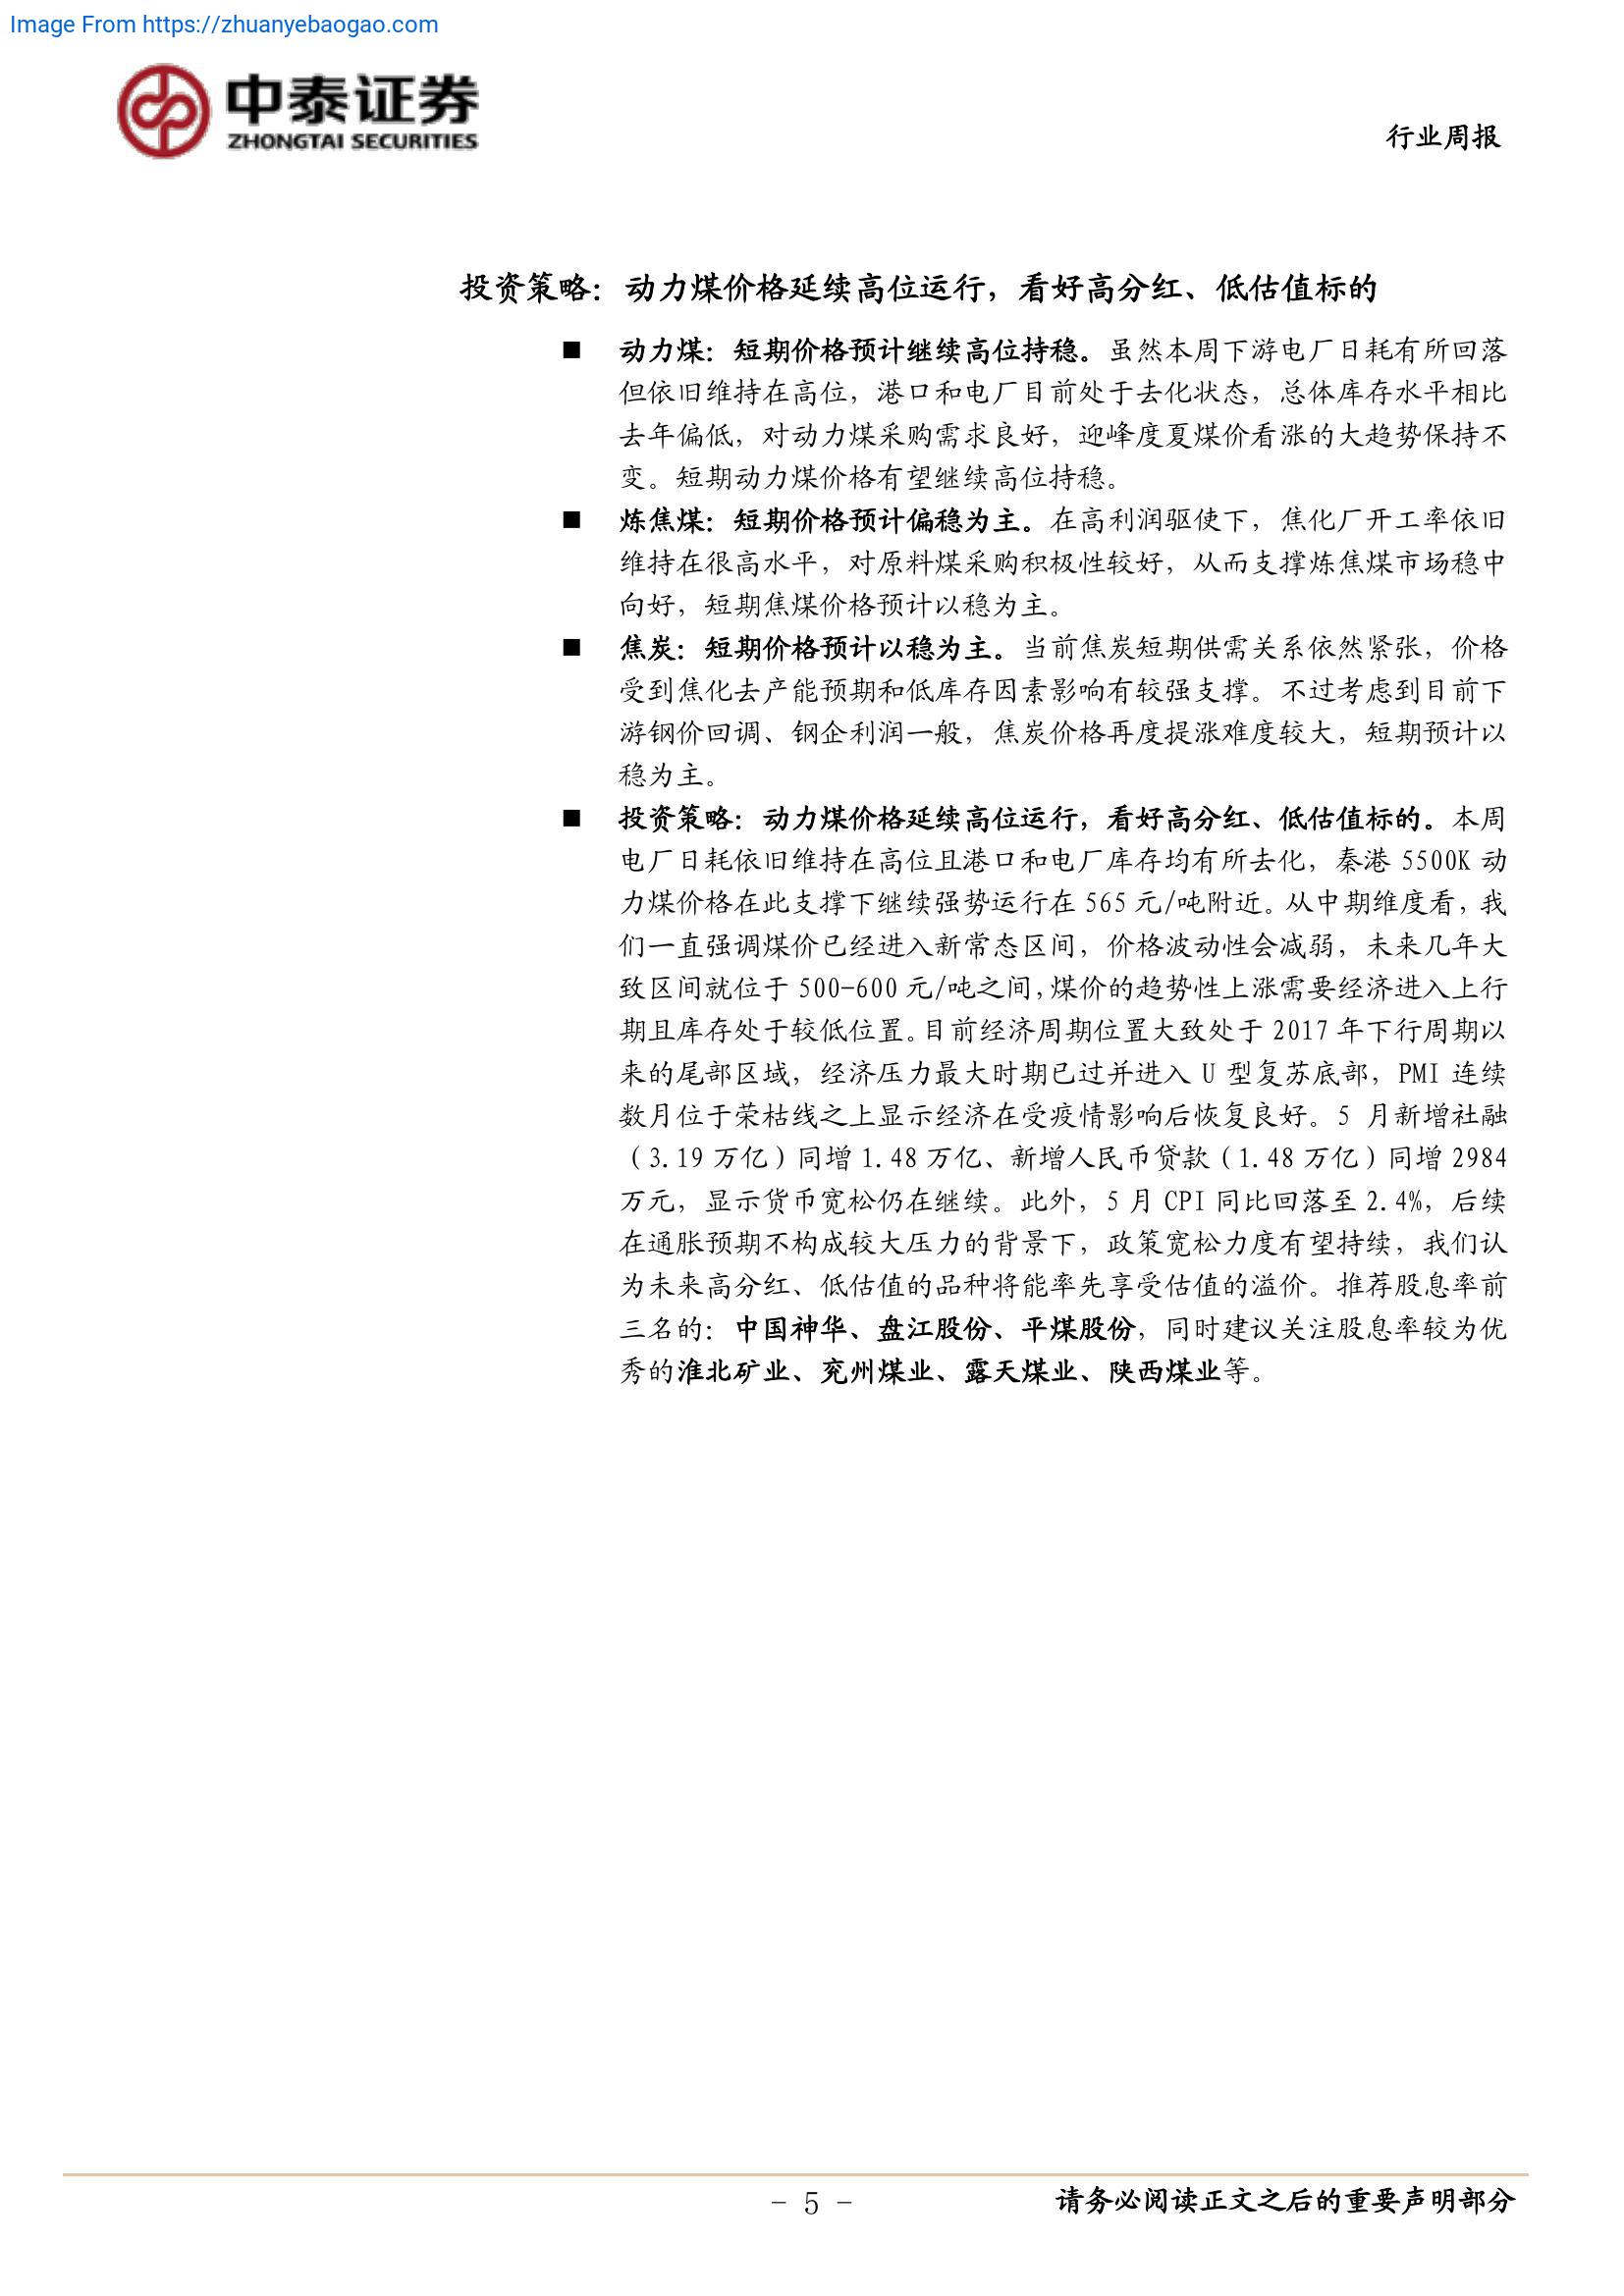 Image From https://zhuanyebaogao.com
中泰证券
ZHONGTAI SECURITIES
行业周报
投资策略：动力煤价格延续高位运行，看好高分红、低估值标的
■ 动力煤：短期价格预计继续高位持稳。虽然本周下游电厂日耗有所回落
但依旧维持在高位，港口和电厂目前处于去化状态，总体库存水平相比
去年偏低，对动力煤采购需求良好，迎峰度夏煤价看涨的大趋势保持不
变。短期动力煤价格有望继续高位持稳。
■ 炼焦煤：短期价格预计偏稳为主。在高利润驱使下，焦化厂开工率依旧
维持在很高水平，对原料煤采购积极性较好，从而支撑炼焦煤市场稳中
向好，短期焦煤价格预计以稳为主。
■ 焦炭：短期价格预计以稳为主。当前焦炭短期供需关系依然紧张，价格
受到焦化去产能预期和低库存因素影响有较强支撑。不过考虑到目前下
游钢价回调、钢企利润一般，焦炭价格再度提涨难度较大，短期预计以
稳为主。
■ 投资策略：动力煤价格延续高位运行，看好高分红、低估值标的。本周
电厂日耗依旧维持在高位且港口和电厂库存均有所去化，秦港 5500K 动
力煤价格在此支撑下继续强势运行在 565 元/吨附近。从中期维度看，我
们一直强调煤价已经进入新常态区间，价格波动性会减弱，未来几年大
致区间就位于 500-600 元/吨之间，煤价的趋势性上涨需要经济进入上行
期且库存处于较低位置。目前经济周期位置大致处于 2017 年下行周期以
来的尾部区域，经济压力最大时期已过并进入 U 型复苏底部，PMI 连续
数月位于荣枯线之上显示经济在受疫情影响后恢复良好。5 月新增社融
（3.19 万亿）同增 1.48 万亿、新增人民币贷款（1.48 万亿）同增 2984
万元，显示货币宽松仍在继续。此外，5 月 CPI 同比回落至 2.4%，后续
在通胀预期不构成较大压力的背景下，政策宽松力度有望持续，我们认
为未来高分红、低估值的品种将能率先享受估值的溢价。推荐股息率前
三名的：中国神华、盘江股份、平煤股份，同时建议关注股息率较为优
秀的淮北矿业、兖州煤业、露天煤业、陕西煤业等。
- 5 -
请务必阅读正文之后的重要声明部分